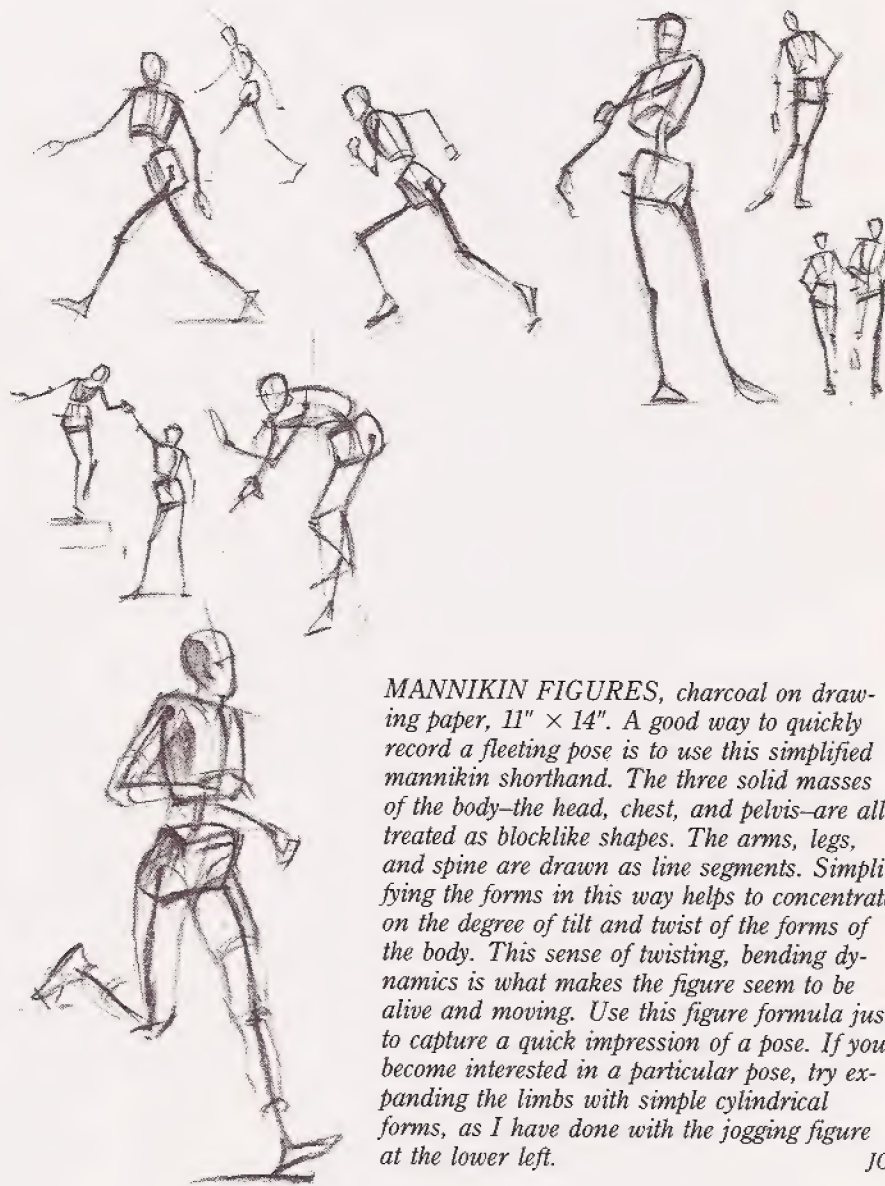 MANNIKIN FIGURES, charcoal on draw-
ing paper, 11" × 14". A good way to quickly
record a fleeting pose is to use this simplified
mannikin shorthand. The three solid masses
of the body–the head, chest, and pelvis–are all
treated as blocklike shapes. The arms, legs,
and spine are drawn as line segments. Simpli
fying the forms in this way helps to concentrat
on the degree of tilt and twist of the forms of
the body. This sense of twisting, bending dy-
namics is what makes the figure seem to be
alive and moving. Use this figure formula jus
to capture a quick impression of a pose. If you
become interested in a particular pose, try ex-
panding the limbs with simple cylindrical
forms, as I have done with the jogging figure
at the lower left. JO